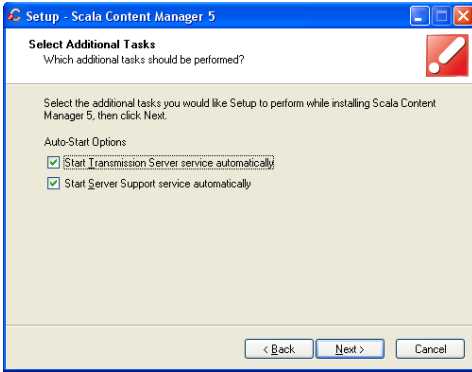 Setup - Scala Content Manager 5
Select Additional Tasks
Which additional tasks should be performed?
Select the additional tasks you would like Setup to perform while installing Scala Content
Manager 5, then click Next.
Auto-Start Options
Start Transmission Server service automatically
Start Server Support service automatically
< Back
Next >
Cancel